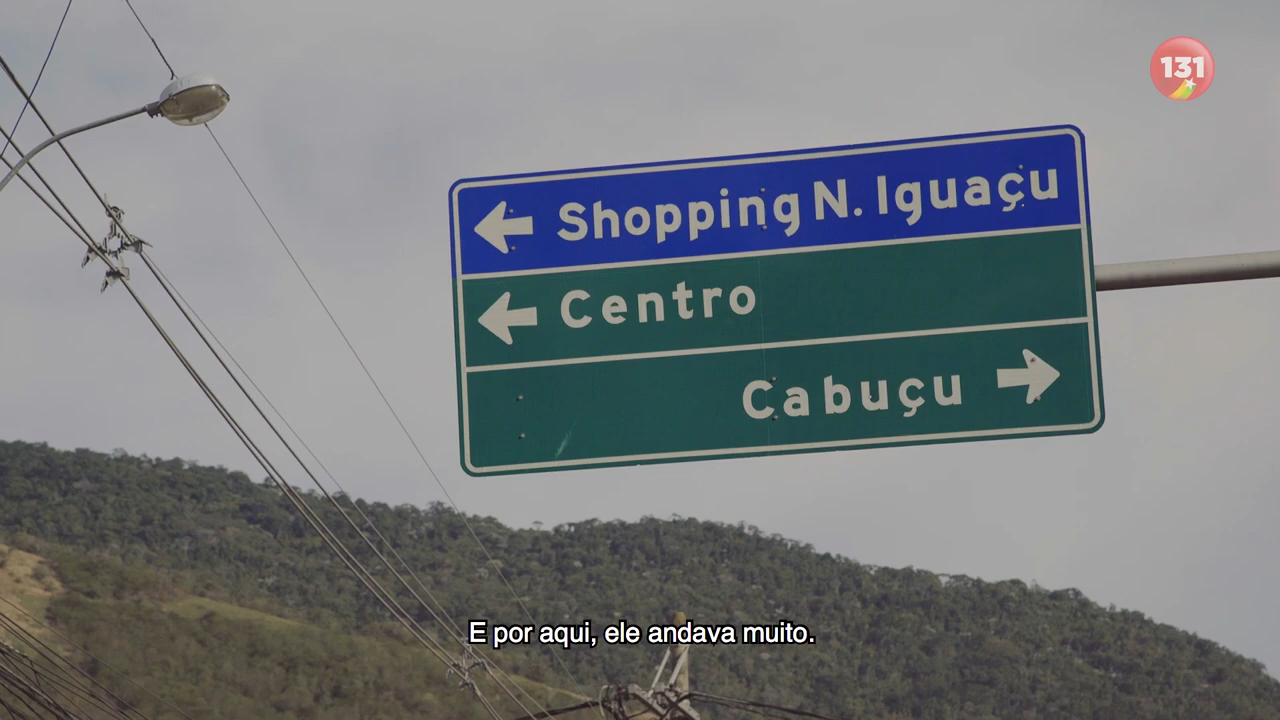 131
Shopping N. Iguaçu
Centro
Cabuçu
E por aqui, ele andava muito.